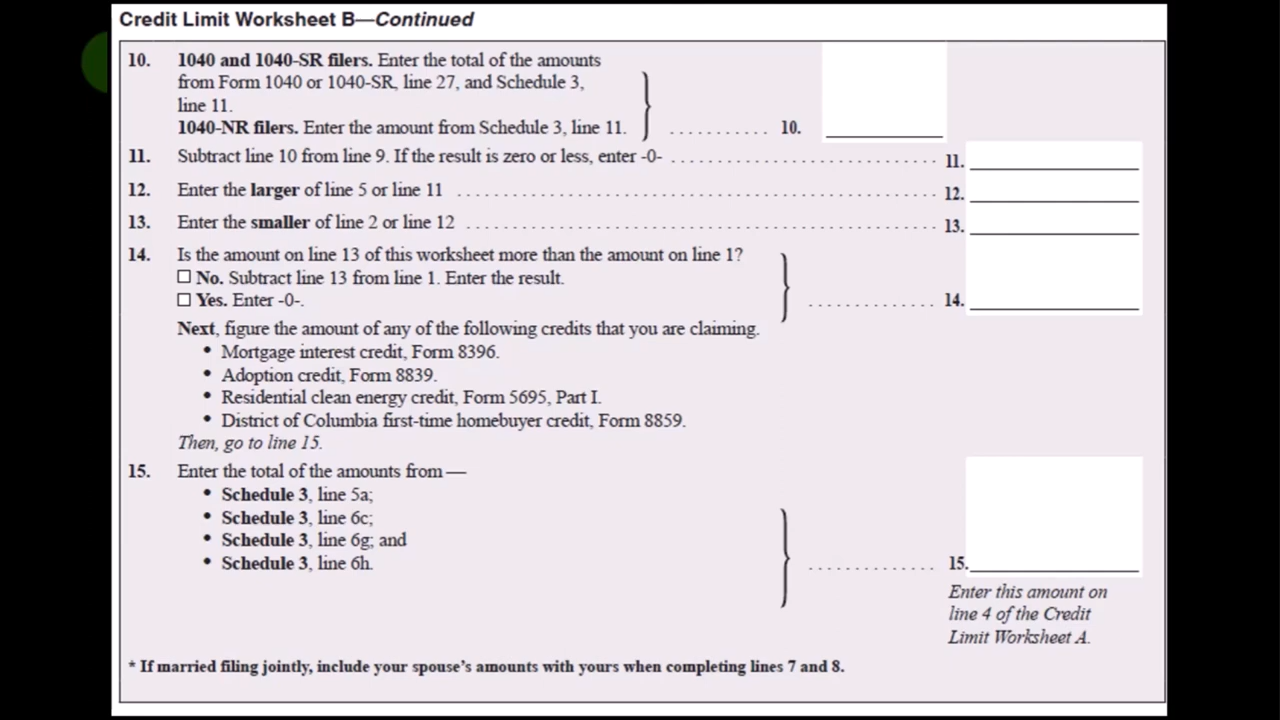 Credit Limit Worksheet B—Continued
10. 1040 and 1040-SR filers. Enter the total of the amounts
from Form 1040 or 1040-SR, line 27, and Schedule 3,
line 11.
1040-NR filers. Enter the amount from Schedule 3, line 11. ........... 10.
11. Subtract line 10 from line 9. If the result is zero or less, enter -0- ................................ 11.
12. Enter the larger of line 5 or line 11 .......................................................... 12.
13. Enter the smaller of line 2 or line 12 ......................................................... 13.
14. Is the amount on line 13 of this worksheet more than the amount on line 1?
☐ No. Subtract line 13 from line 1. Enter the result.
☐ Yes. Enter -0-. ............. 14.
Next, figure the amount of any of the following credits that you are claiming.
• Mortgage interest credit, Form 8396.
• Adoption credit, Form 8839.
• Residential clean energy credit, Form 5695, Part I.
• District of Columbia first-time homebuyer credit, Form 8859.
Then, go to line 15.
15. Enter the total of the amounts from—
• Schedule 3, line 5a;
• Schedule 3, line 6c;
• Schedule 3, line 6g; and
• Schedule 3, line 6h. ............. 15.
Enter this amount on
line 4 of the Credit
Limit Worksheet A.
* If married filing jointly, include your spouse's amounts with yours when completing lines 7 and 8.